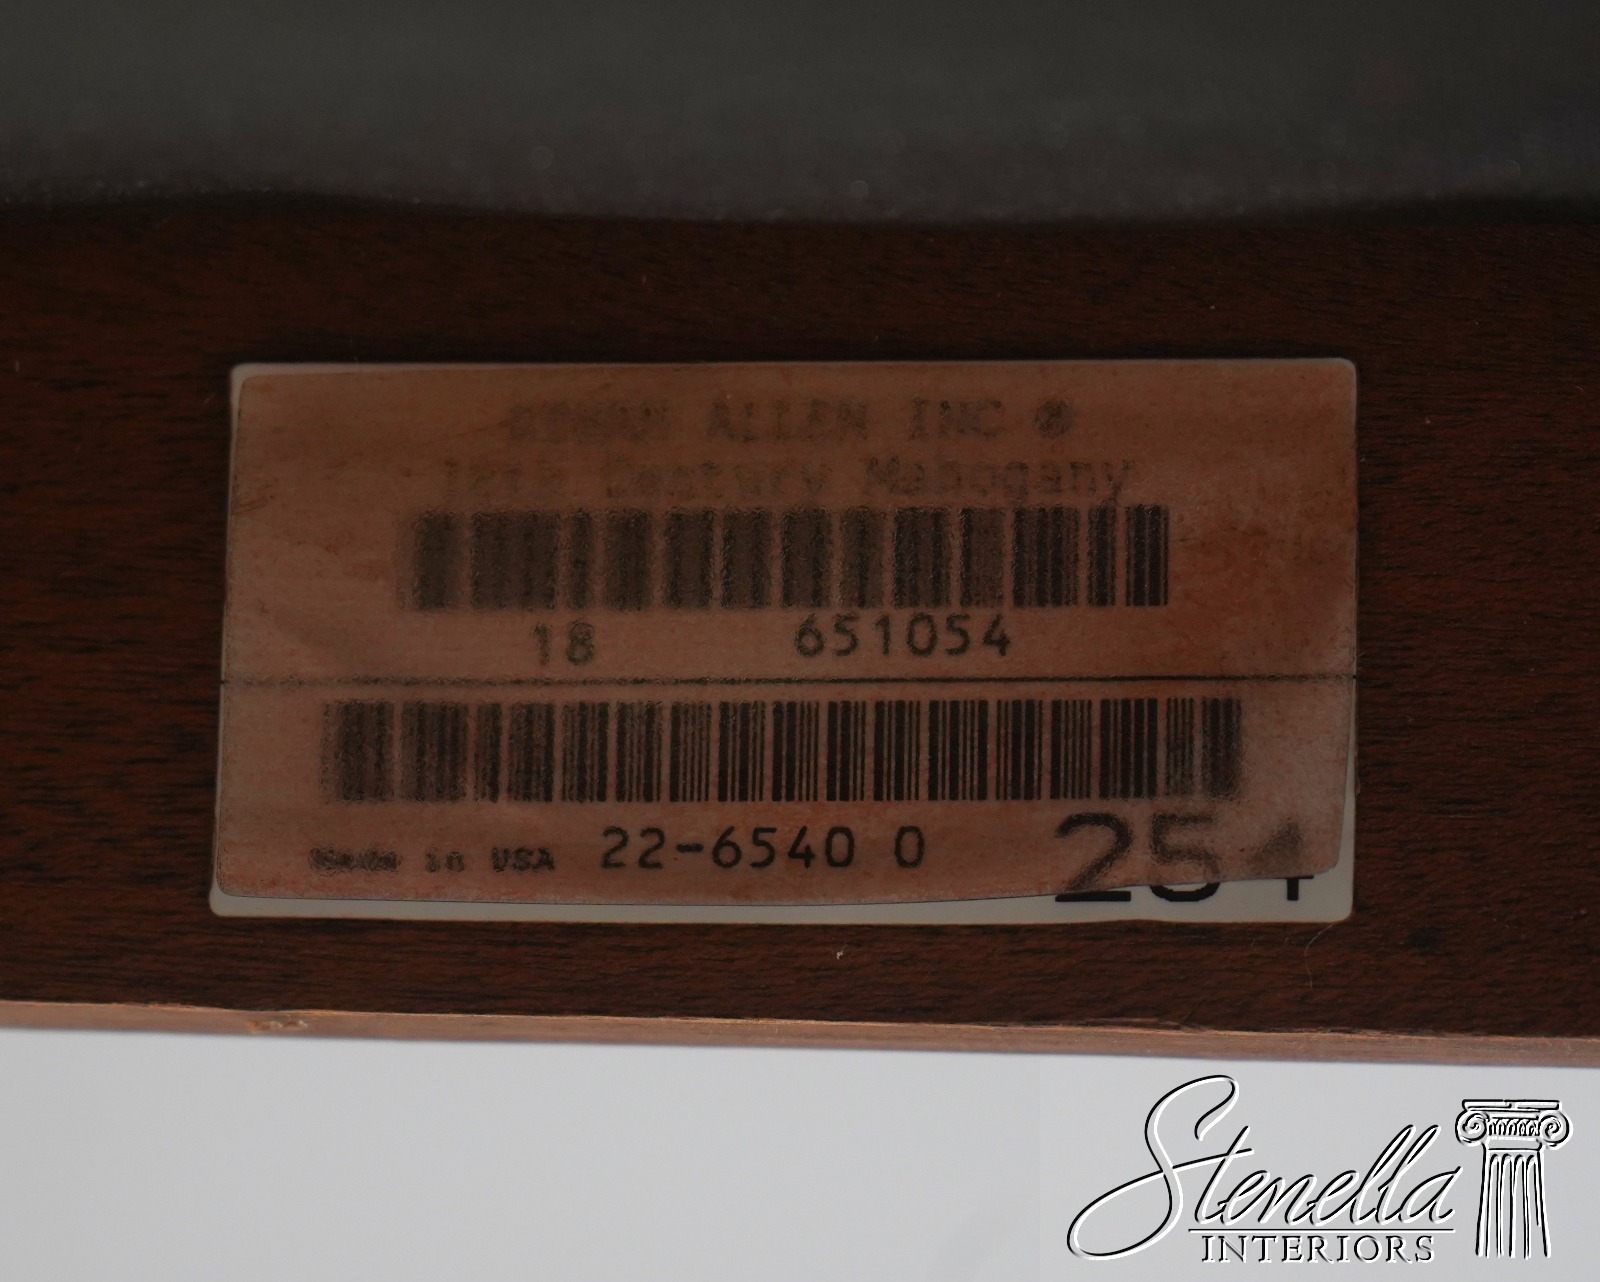 ETHAN ALLEN INC ®
18th Century Mahogany
18 651054
Made in USA 22-6540 0 254
Stenella
INTERIORS